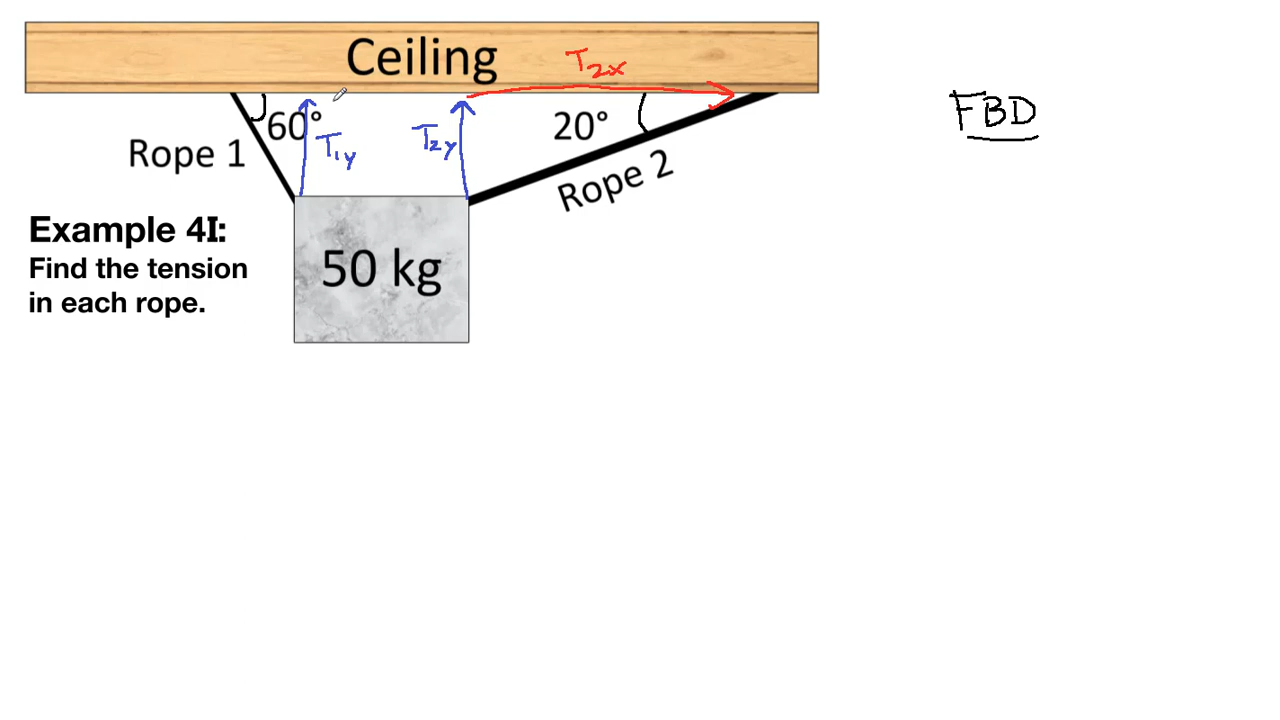 Ceiling
T2x
FBD
60°
T1y
T2y
20°
Rope 1
Rope 2
Example 4I:
Find the tension
in each rope.
50 kg